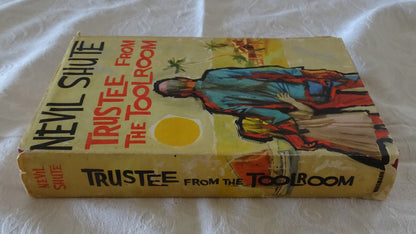 NEVIL SHUTE
TRUSTEE FROM
THE TOOLROOM
NEVIL
SHUTE
TRUSTEE FROM THE TOOLROOM